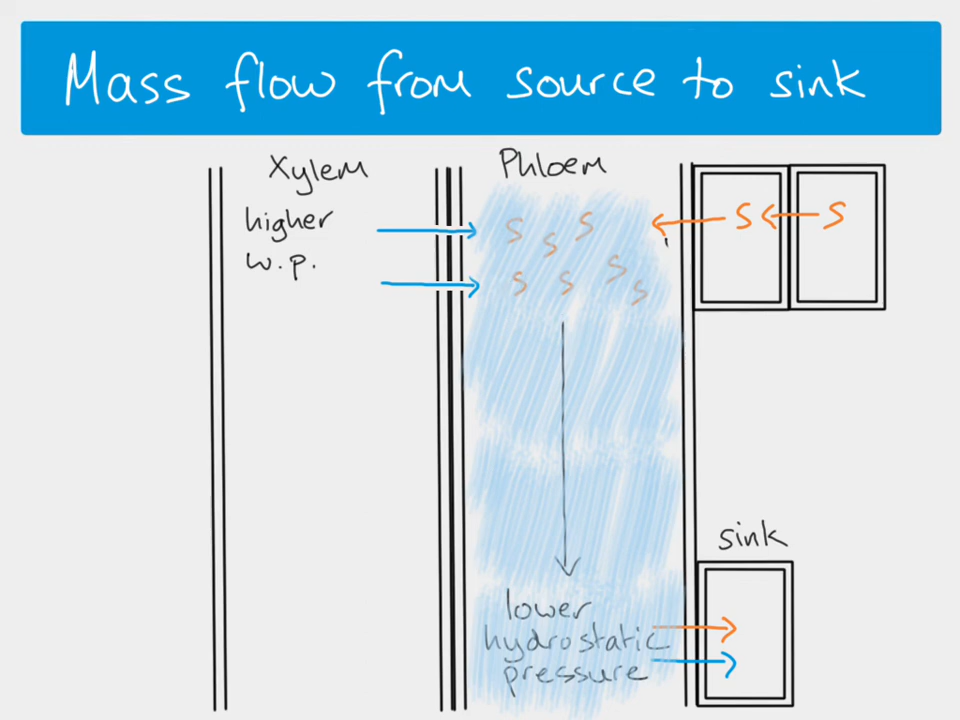 Mass flow from source to sink
Xylem
Phloem
higher
w.p.
S S S
S S S S
S S
sink
lower
hydrostatic
pressure